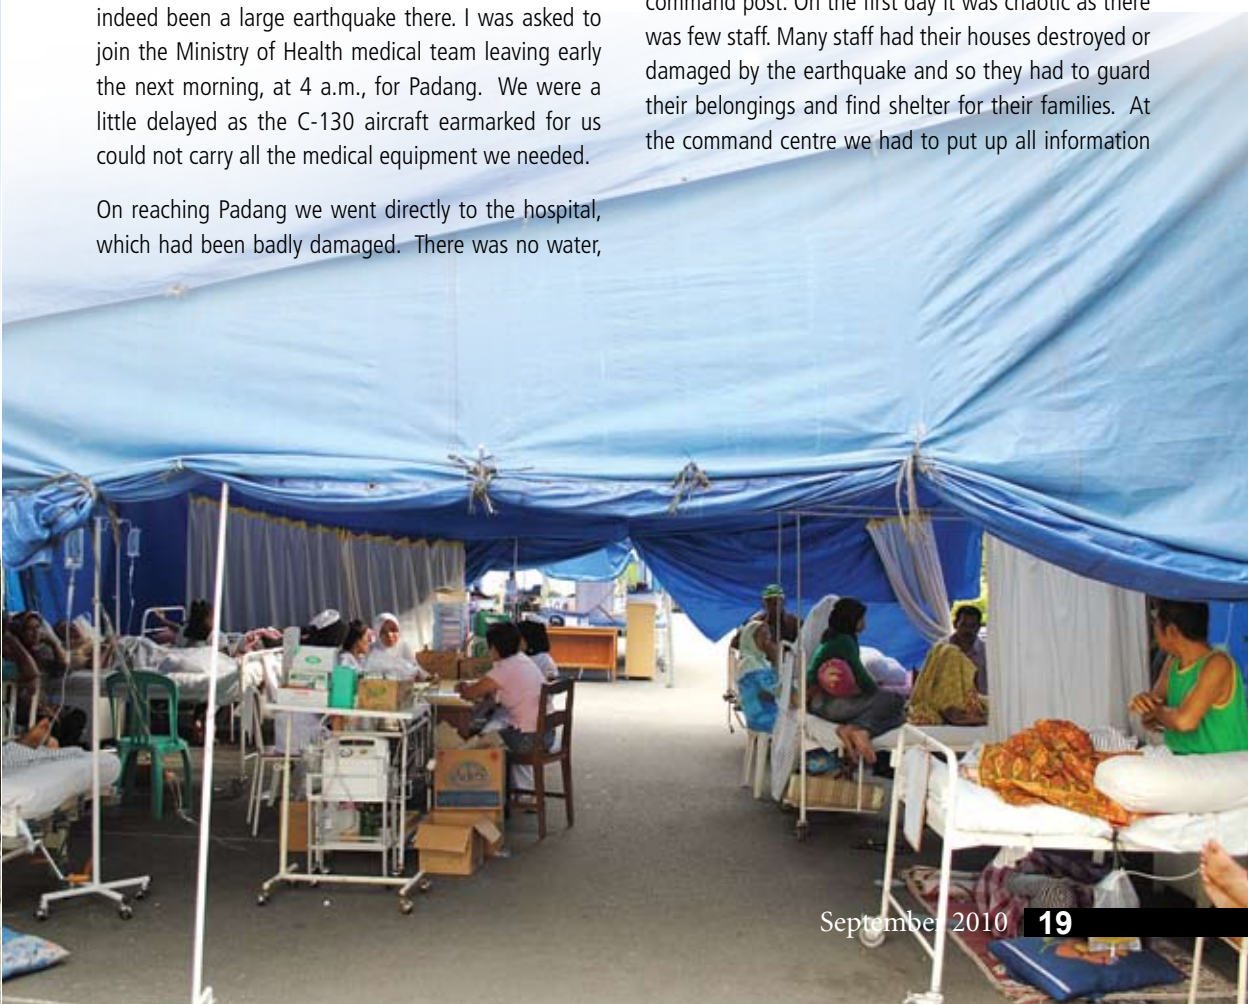 indeed been a large earthquake there. I was asked to
join the Ministry of Health medical team leaving early
the next morning, at 4 a.m., for Padang. We were a
little delayed as the C-130 aircraft earmarked for us
could not carry all the medical equipment we needed.
On reaching Padang we went directly to the hospital,
which had been badly damaged. There was no water,
command post. On the first day it was chaotic as there
was few staff. Many staff had their houses destroyed or
damaged by the earthquake and so they had to guard
their belongings and find shelter for their families. At
the command centre we had to put up all information
September 2010 19